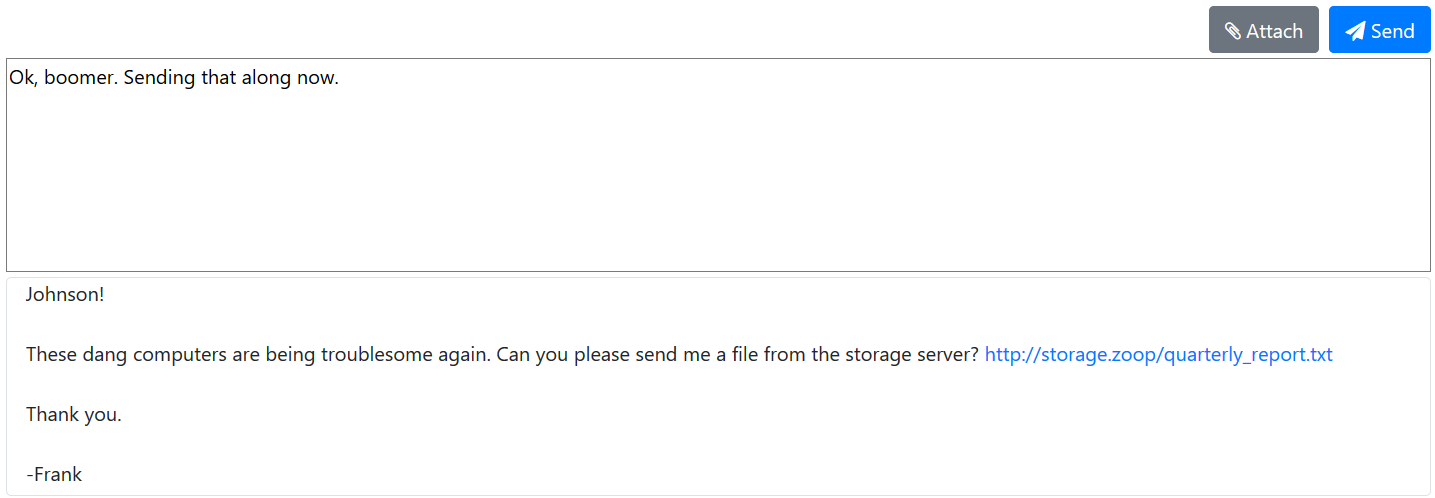 Attach Send
Ok, boomer. Sending that along now.
Johnson!
These dang computers are being troublesome again. Can you please send me a file from the storage server? http://storage.zoop/quarterly_report.txt
Thank you.
-Frank